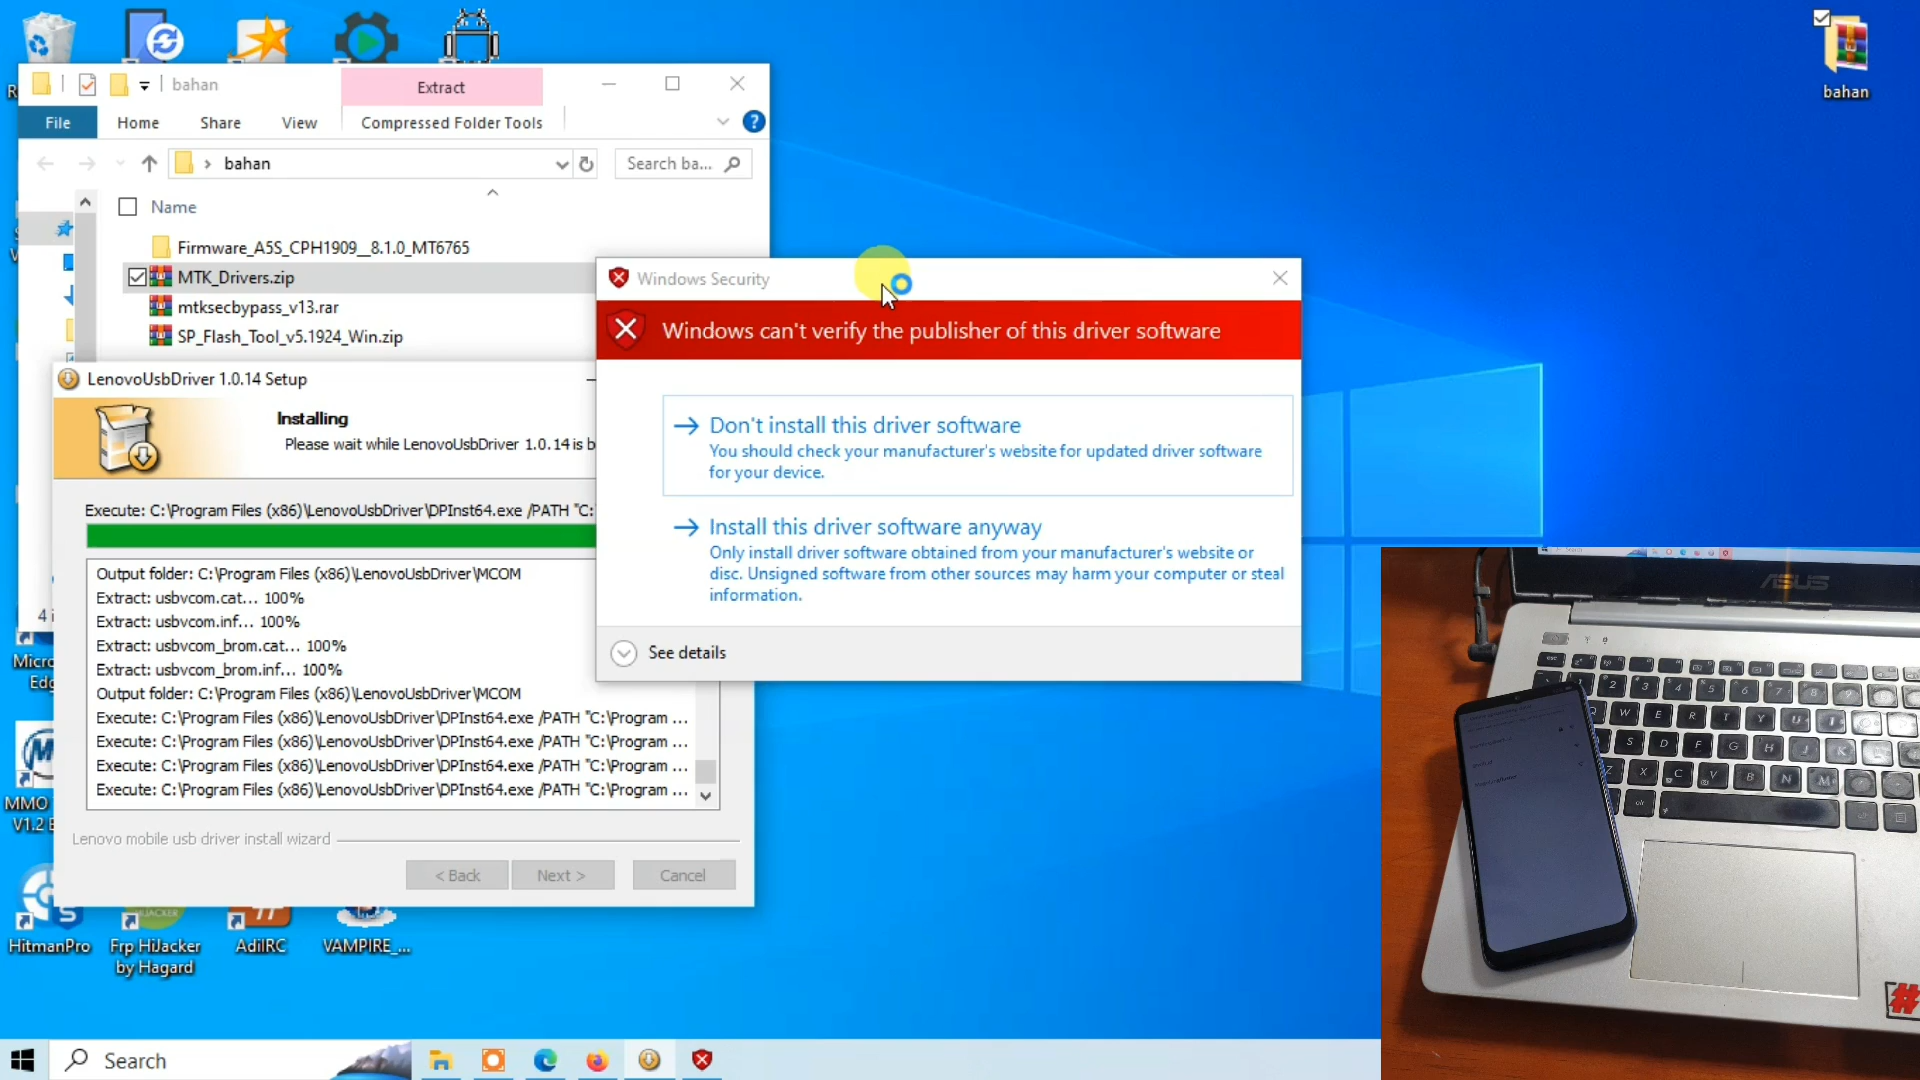 bahan
Extract
File
Home
Share
View
Compressed Folder Tools
bahan
Search ba...
Name
Firmware_A5S_CPH1909__8.1.0_MT6765
MTK_Drivers.zip
mtksecbypass_v13.rar
SP_Flash_Tool_v5.1924_Win.zip
bahan
Windows Security
Windows can't verify the publisher of this driver software
Don't install this driver software
You should check your manufacturer's website for updated driver software
for your device.
Install this driver software anyway
Only install driver software obtained from your manufacturer's website or
disc. Unsigned software from other sources may harm your computer or steal
information.
See details
LenovoUsbDriver 1.0.14 Setup
Installing
Please wait while LenovoUsbDriver 1.0.14 is b
Execute: C:\Program Files (x86)\LenovoUsbDriver\DPInst64.exe /PATH "C:
Output folder: C:\Program Files (x86)\LenovoUsbDriver\MCOM
Extract: usbvcom.cat... 100%
Extract: usbvcom.inf... 100%
Extract: usbvcom_brom.cat... 100%
Extract: usbvcom_brom.inf... 100%
Output folder: C:\Program Files (x86)\LenovoUsbDriver\MCOM
Execute: C:\Program Files (x86)\LenovoUsbDriver\DPInst64.exe /PATH "C:\Program ...
Execute: C:\Program Files (x86)\LenovoUsbDriver\DPInst64.exe /PATH "C:\Program ...
Execute: C:\Program Files (x86)\LenovoUsbDriver\DPInst64.exe /PATH "C:\Program ...
Execute: C:\Program Files (x86)\LenovoUsbDriver\DPInst64.exe /PATH "C:\Program ...
Lenovo mobile usb driver install wizard
< Back
Next >
Cancel
4 i
Micro
Edg
MMO
V1.2 E
HitmanPro
Frp HiJacker
by Hagard
AdiIRC
VAMPIRE_...
Search
ASUS